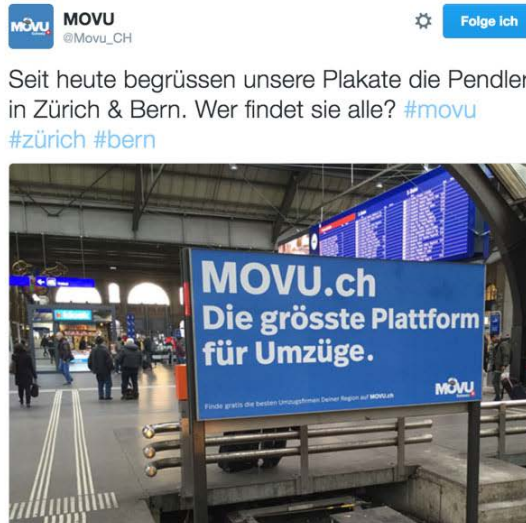 MOVU
MOVU
@Movu_CH
Folge ich
Seit heute begrüssen unsere Plakate die Pendler
in Zürich & Bern. Wer findet sie alle? #movu
#zürich #bern
MOVU.ch
Die grösste Plattform
für Umzüge.
MOVU
Finde gratis die besten Umzugsfirmen Deiner Region auf MOVU.ch